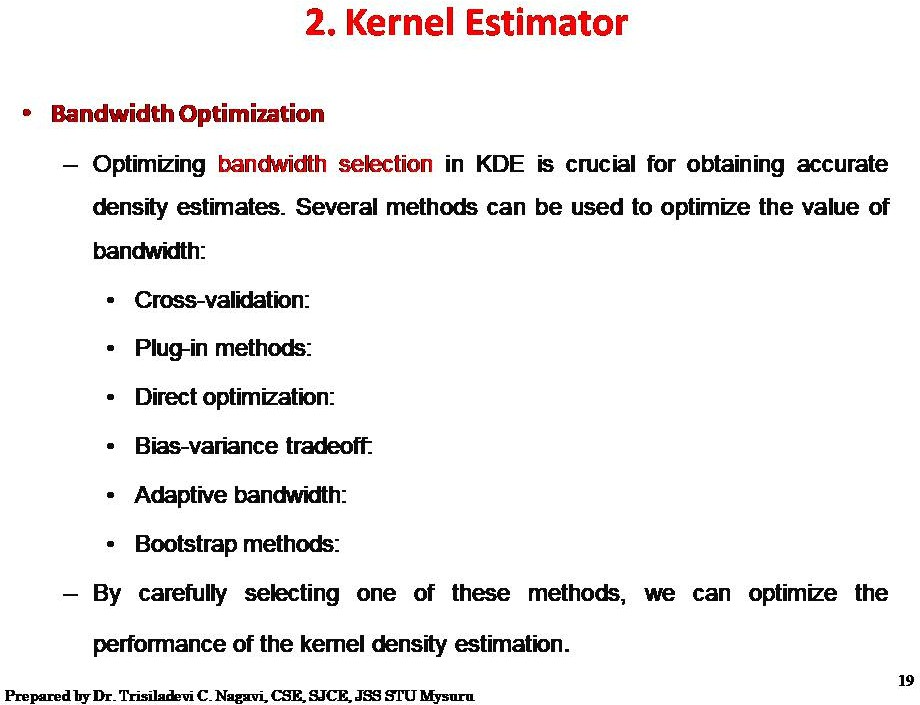 2. Kernel Estimator
• Bandwidth Optimization
– Optimizing bandwidth selection in KDE is crucial for obtaining accurate
density estimates. Several methods can be used to optimize the value of
bandwidth:
• Cross-validation:
• Plug-in methods:
• Direct optimization:
• Bias-variance tradeoff:
• Adaptive bandwidth:
• Bootstrap methods:
– By carefully selecting one of these methods, we can optimize the
performance of the kernel density estimation.
19
Prepared by Dr. Trisiladevi C. Nagavi, CSE, SJCE, JSS STU Mysuru